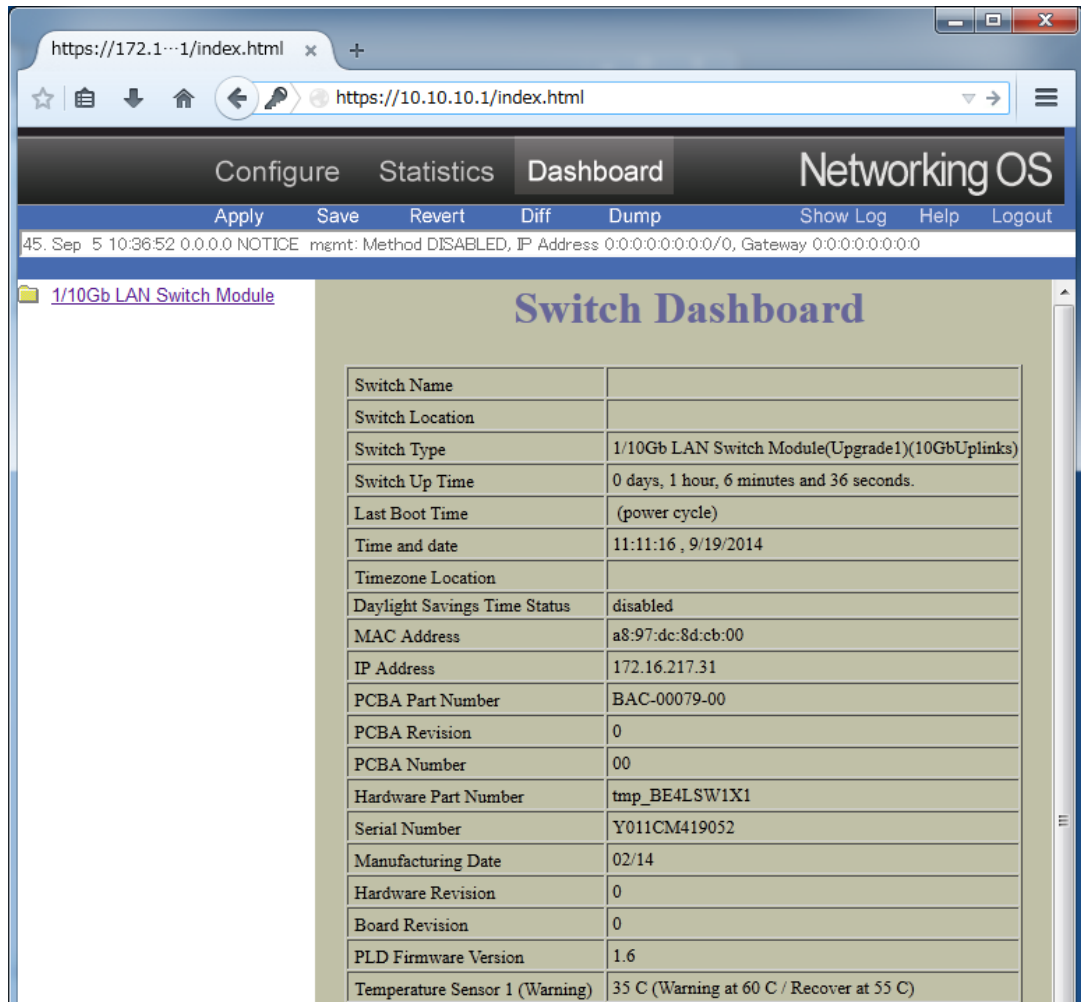 https://172.1…1/index.html
https://10.10.10.1/index.html
Configure Statistics Dashboard Networking OS
Apply Save Revert Diff Dump Show Log Help Logout
45. Sep 5 10:36:52 0.0.0.0 NOTICE mgmt: Method DISABLED, IP Address 0:0:0:0:0:0:0:0/0, Gateway 0:0:0:0:0:0:0:0
1/10Gb LAN Switch Module
Switch Dashboard
Switch Name
Switch Location
Switch Type 1/10Gb LAN Switch Module(Upgrade1)(10GbUplinks)
Switch Up Time 0 days, 1 hour, 6 minutes and 36 seconds.
Last Boot Time (power cycle)
Time and date 11:11:16 , 9/19/2014
Timezone Location
Daylight Savings Time Status disabled
MAC Address a8:97:dc:8d:cb:00
IP Address 172.16.217.31
PCBA Part Number BAC-00079-00
PCBA Revision 0
PCBA Number 00
Hardware Part Number tmp_BE4LSW1X1
Serial Number Y011CM419052
Manufacturing Date 02/14
Hardware Revision 0
Board Revision 0
PLD Firmware Version 1.6
Temperature Sensor 1 (Warning) 35 C (Warning at 60 C / Recover at 55 C)